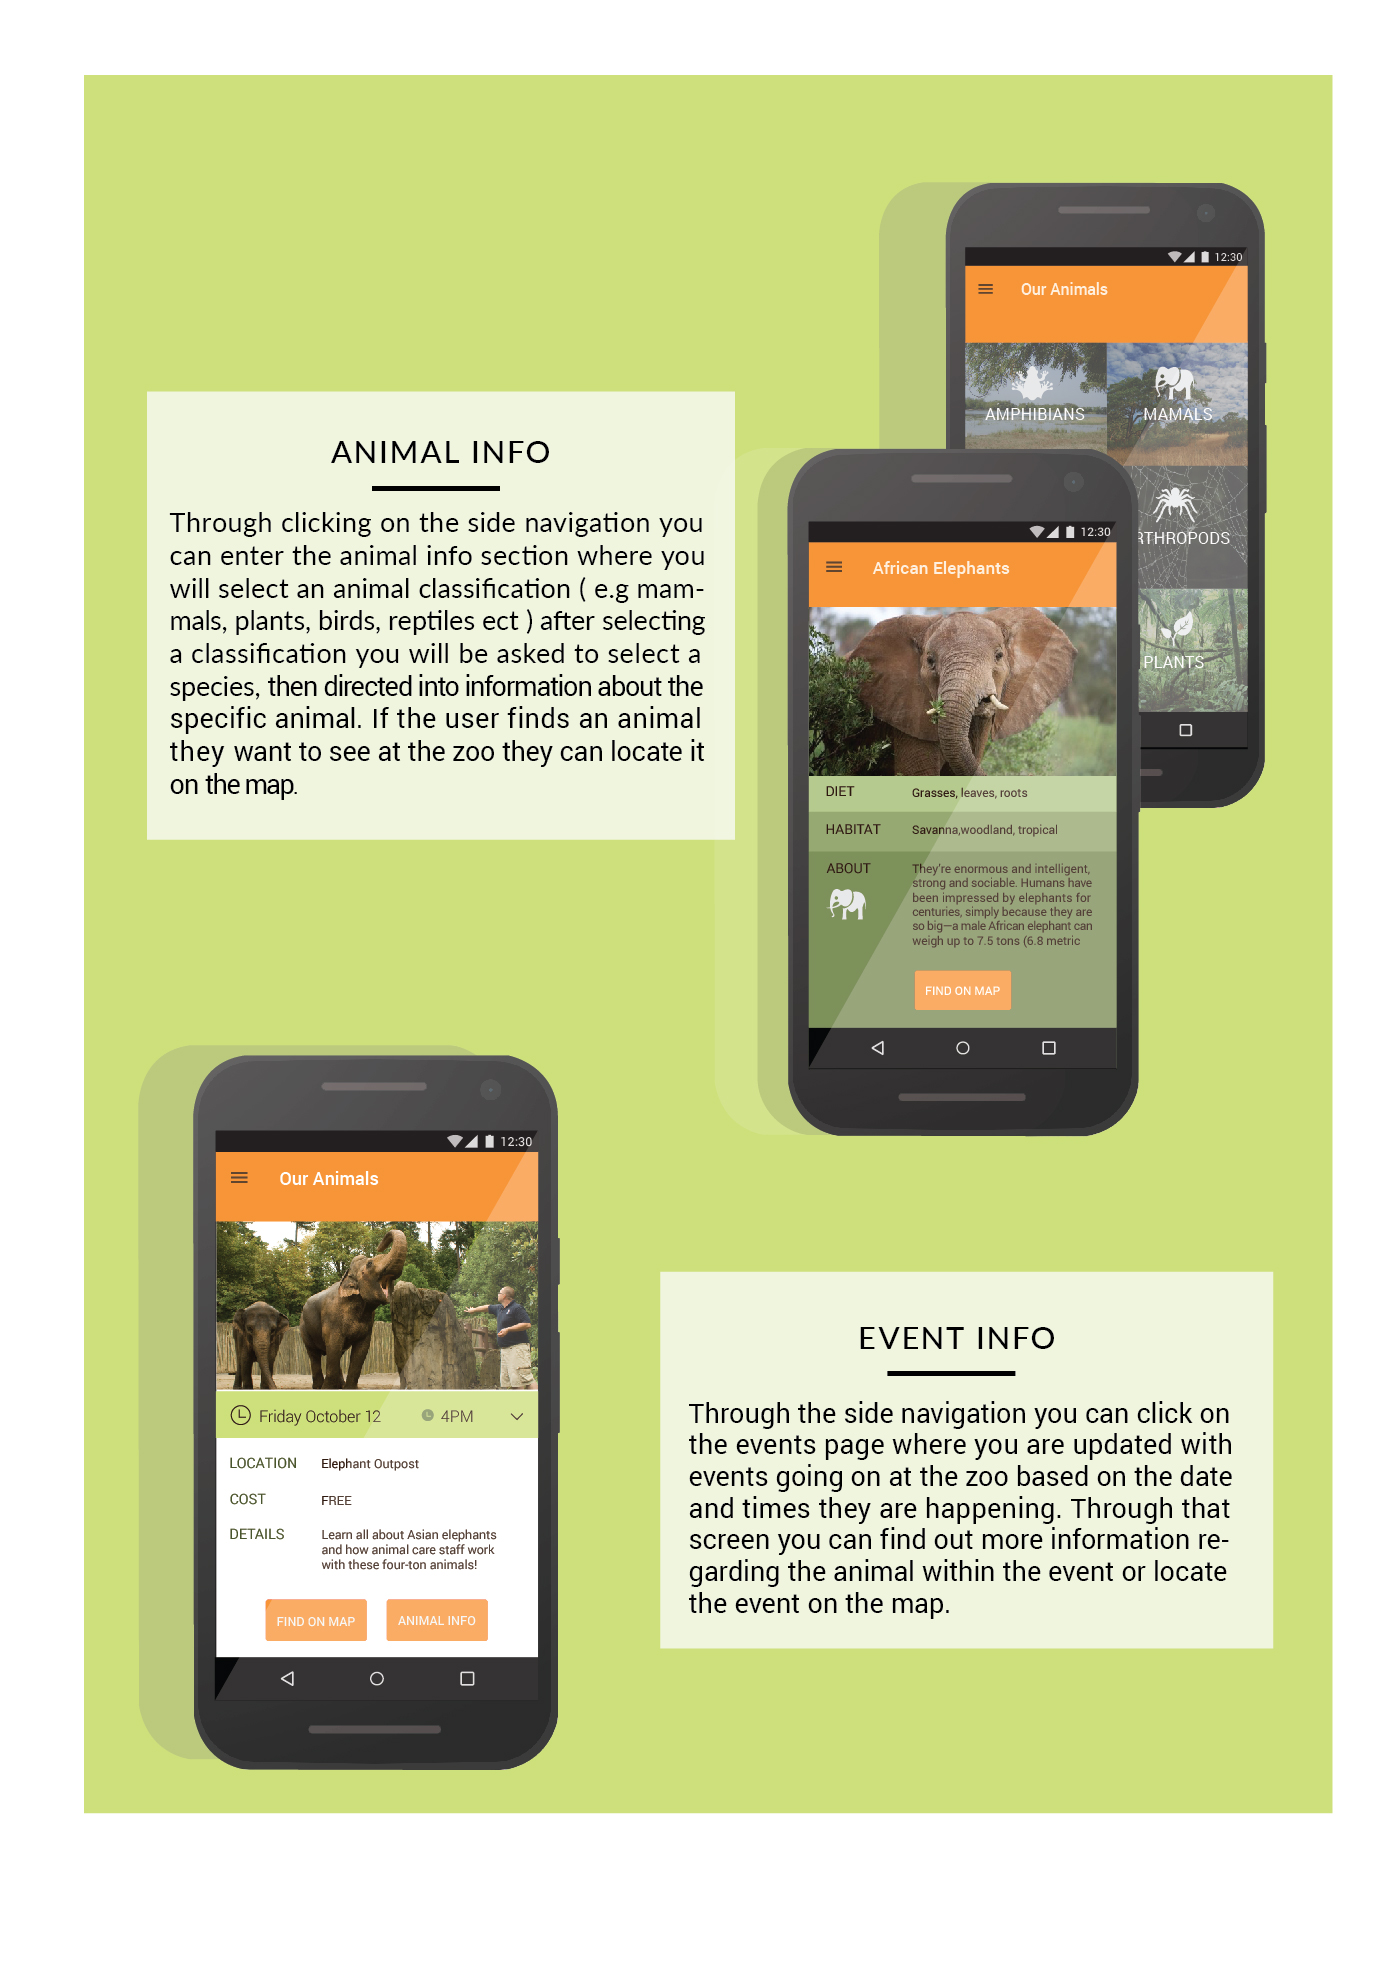 12:30
Our Animals
AMPHIBIANS
MAMALS
RTHROPODS
PLANTS
ANIMAL INFO
Through clicking on the side navigation you
can enter the animal info section where you
will select an animal classification ( e.g mam-
mals, plants, birds, reptiles ect ) after selecting
a classification you will be asked to select a
species, then directed into information about the
specific animal. If the user finds an animal
they want to see at the zoo they can locate it
on the map.
12:30
African Elephants
DIET Grasses, leaves, roots
HABITAT Savanna,woodland, tropical
ABOUT They're enormous and intelligent,
strong and sociable. Humans have
been impressed by elephants for
centuries, simply because they are
so big—a male African elephant can
weigh up to 7.5 tons (6.8 metric
FIND ON MAP
12:30
Our Animals
Friday October 12 4PM
LOCATION Elephant Outpost
COST FREE
DETAILS Learn all about Asian elephants
and how animal care staff work
with these four-ton animals!
FIND ON MAP ANIMAL INFO
EVENT INFO
Through the side navigation you can click on
the events page where you are updated with
events going on at the zoo based on the date
and times they are happening. Through that
screen you can find out more information re-
garding the animal within the event or locate
the event on the map.